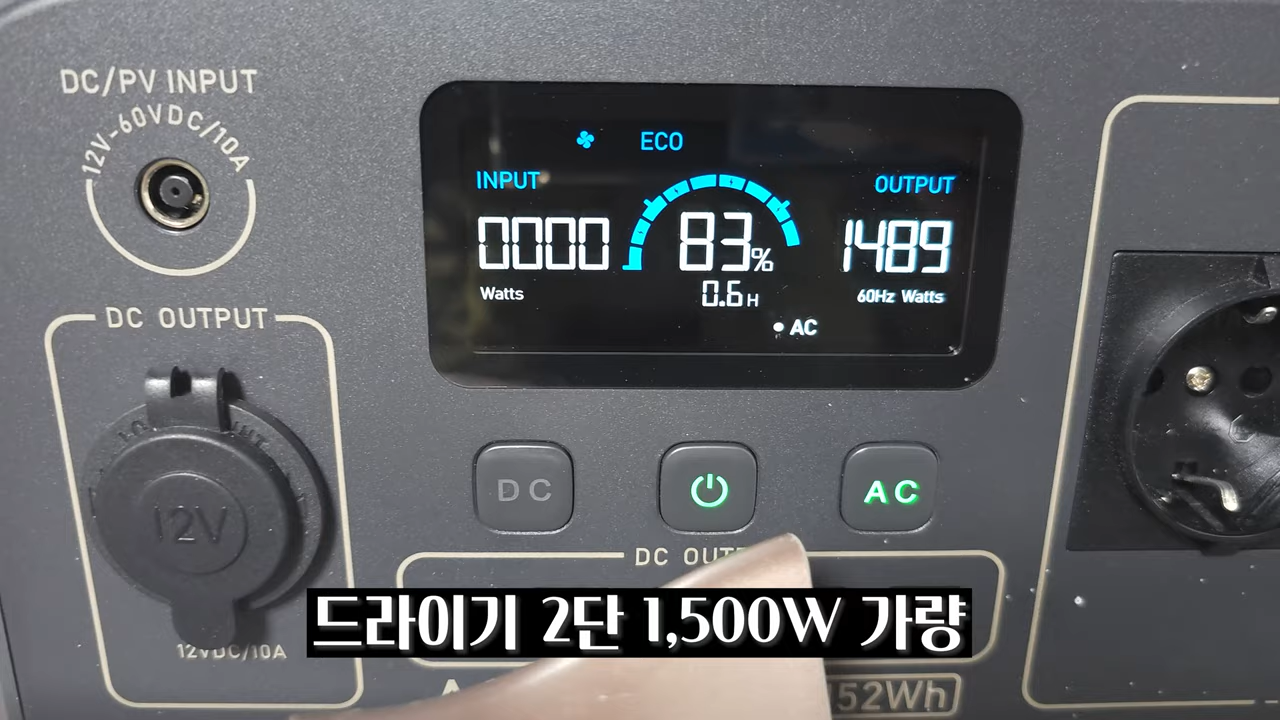 DC/PV INPUT
12V-60VDC/10A
ECO
INPUT
OUTPUT
0000
83%
1489
Watts
0.6H
60Hz Watts
AC
DC OUTPUT
12V
12VDC/10A
DC
AC
DC
드라이기 2단 1,500W 가량
52Wh